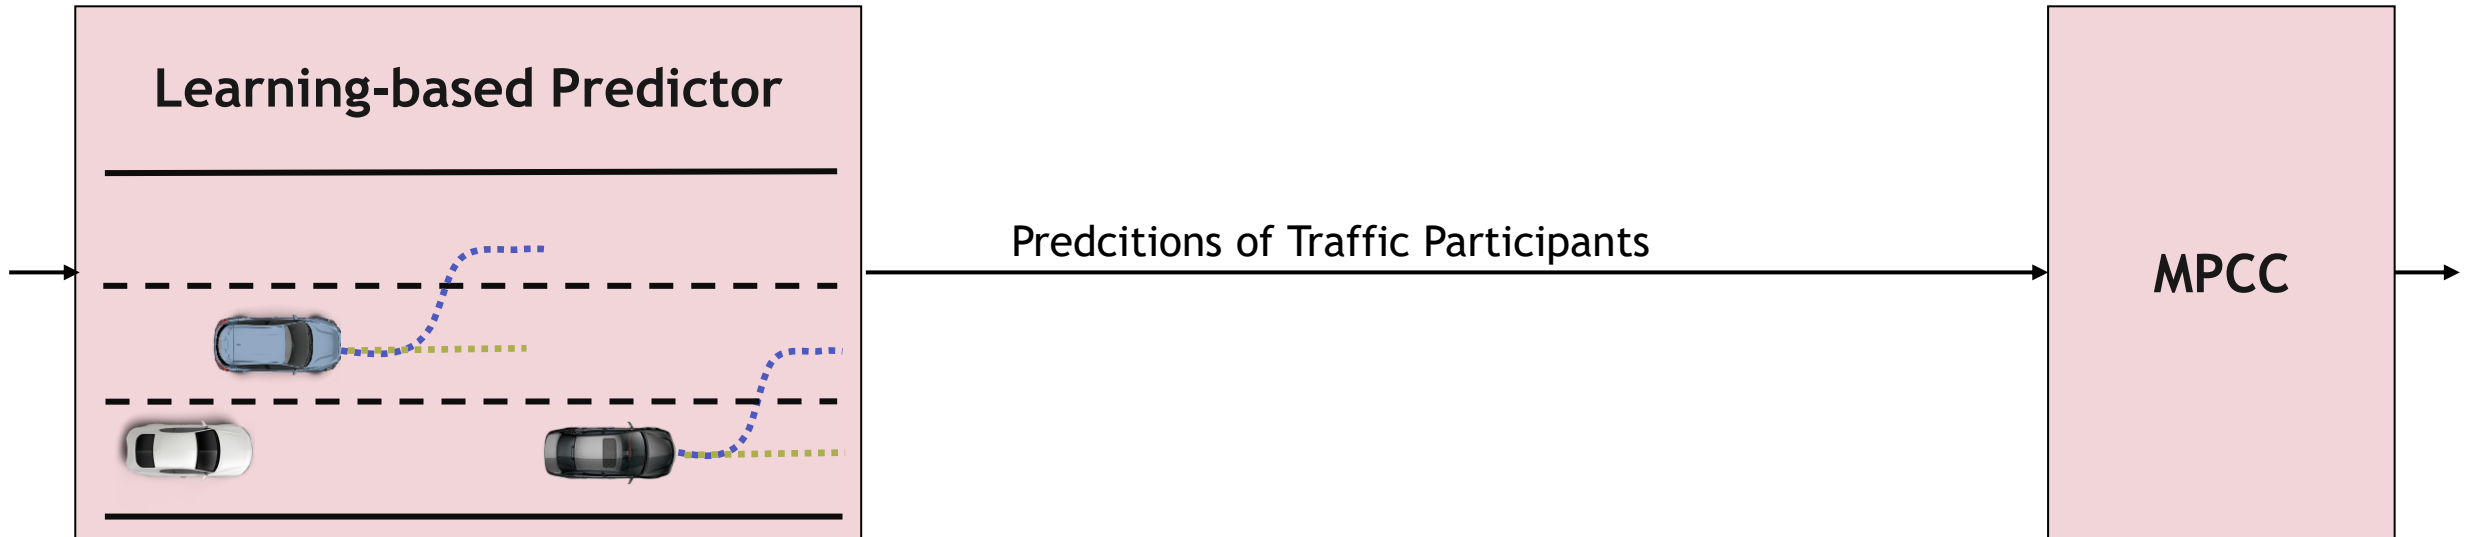 Learning-based Predictor
Predcitions of Traffic Participants
MPCC